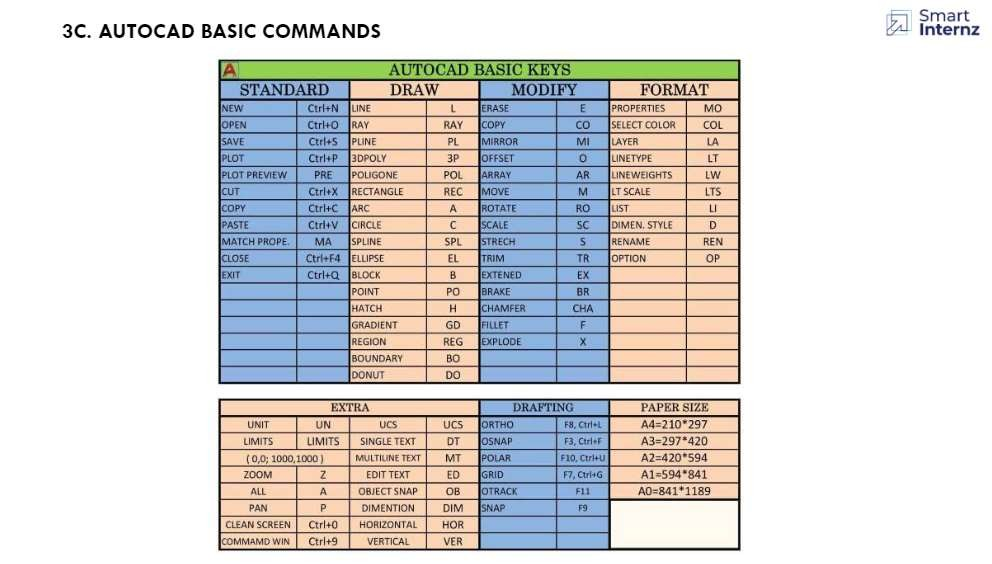 3C. AUTOCAD BASIC COMMANDS
Smart
Internz
AUTOCAD BASIC KEYS
STANDARD DRAW MODIFY FORMAT
NEW Ctrl+N LINE L ERASE E PROPERTIES MO
OPEN Ctrl+O RAY RAY COPY CO SELECT COLOR COL
SAVE Ctrl+S PLINE PL MIRROR MI LAYER LA
PLOT Ctrl+P 3DPOLY 3P OFFSET O LINETYPE LT
PLOT PREVIEW PRE POLIGONE POL ARRAY AR LINEWEIGHTS LW
CUT Ctrl+X RECTANGLE REC MOVE M LT SCALE LTS
COPY Ctrl+C ARC A ROTATE RO LIST LI
PASTE Ctrl+V CIRCLE C SCALE SC DIMEN. STYLE D
MATCH PROPE. MA SPLINE SPL STRECH S RENAME REN
CLOSE Ctrl+F4 ELLIPSE EL TRIM TR OPTION OP
EXIT Ctrl+Q BLOCK B EXTENED EX
POINT PO BRAKE BR
HATCH H CHAMFER CHA
GRADIENT GD FILLET F
REGION REG EXPLODE X
BOUNDARY BO
DONUT DO
EXTRA DRAFTING PAPER SIZE
UNIT UN UCS UCS ORTHO F8, Ctrl+L A4=210*297
LIMITS LIMITS SINGLE TEXT DT OSNAP F3, Ctrl+F A3=297*420
( 0,0; 1000,1000 ) MULTILINE TEXT MT POLAR F10, Ctrl+U A2=420*594
ZOOM Z EDIT TEXT ED GRID F7, Ctrl+G A1=594*841
ALL A OBJECT SNAP OB OTRACK F11 A0=841*1189
PAN P DIMENTION DIM SNAP F9
CLEAN SCREEN Ctrl+0 HORIZONTAL HOR
COMMAMD WIN Ctrl+9 VERTICAL VER